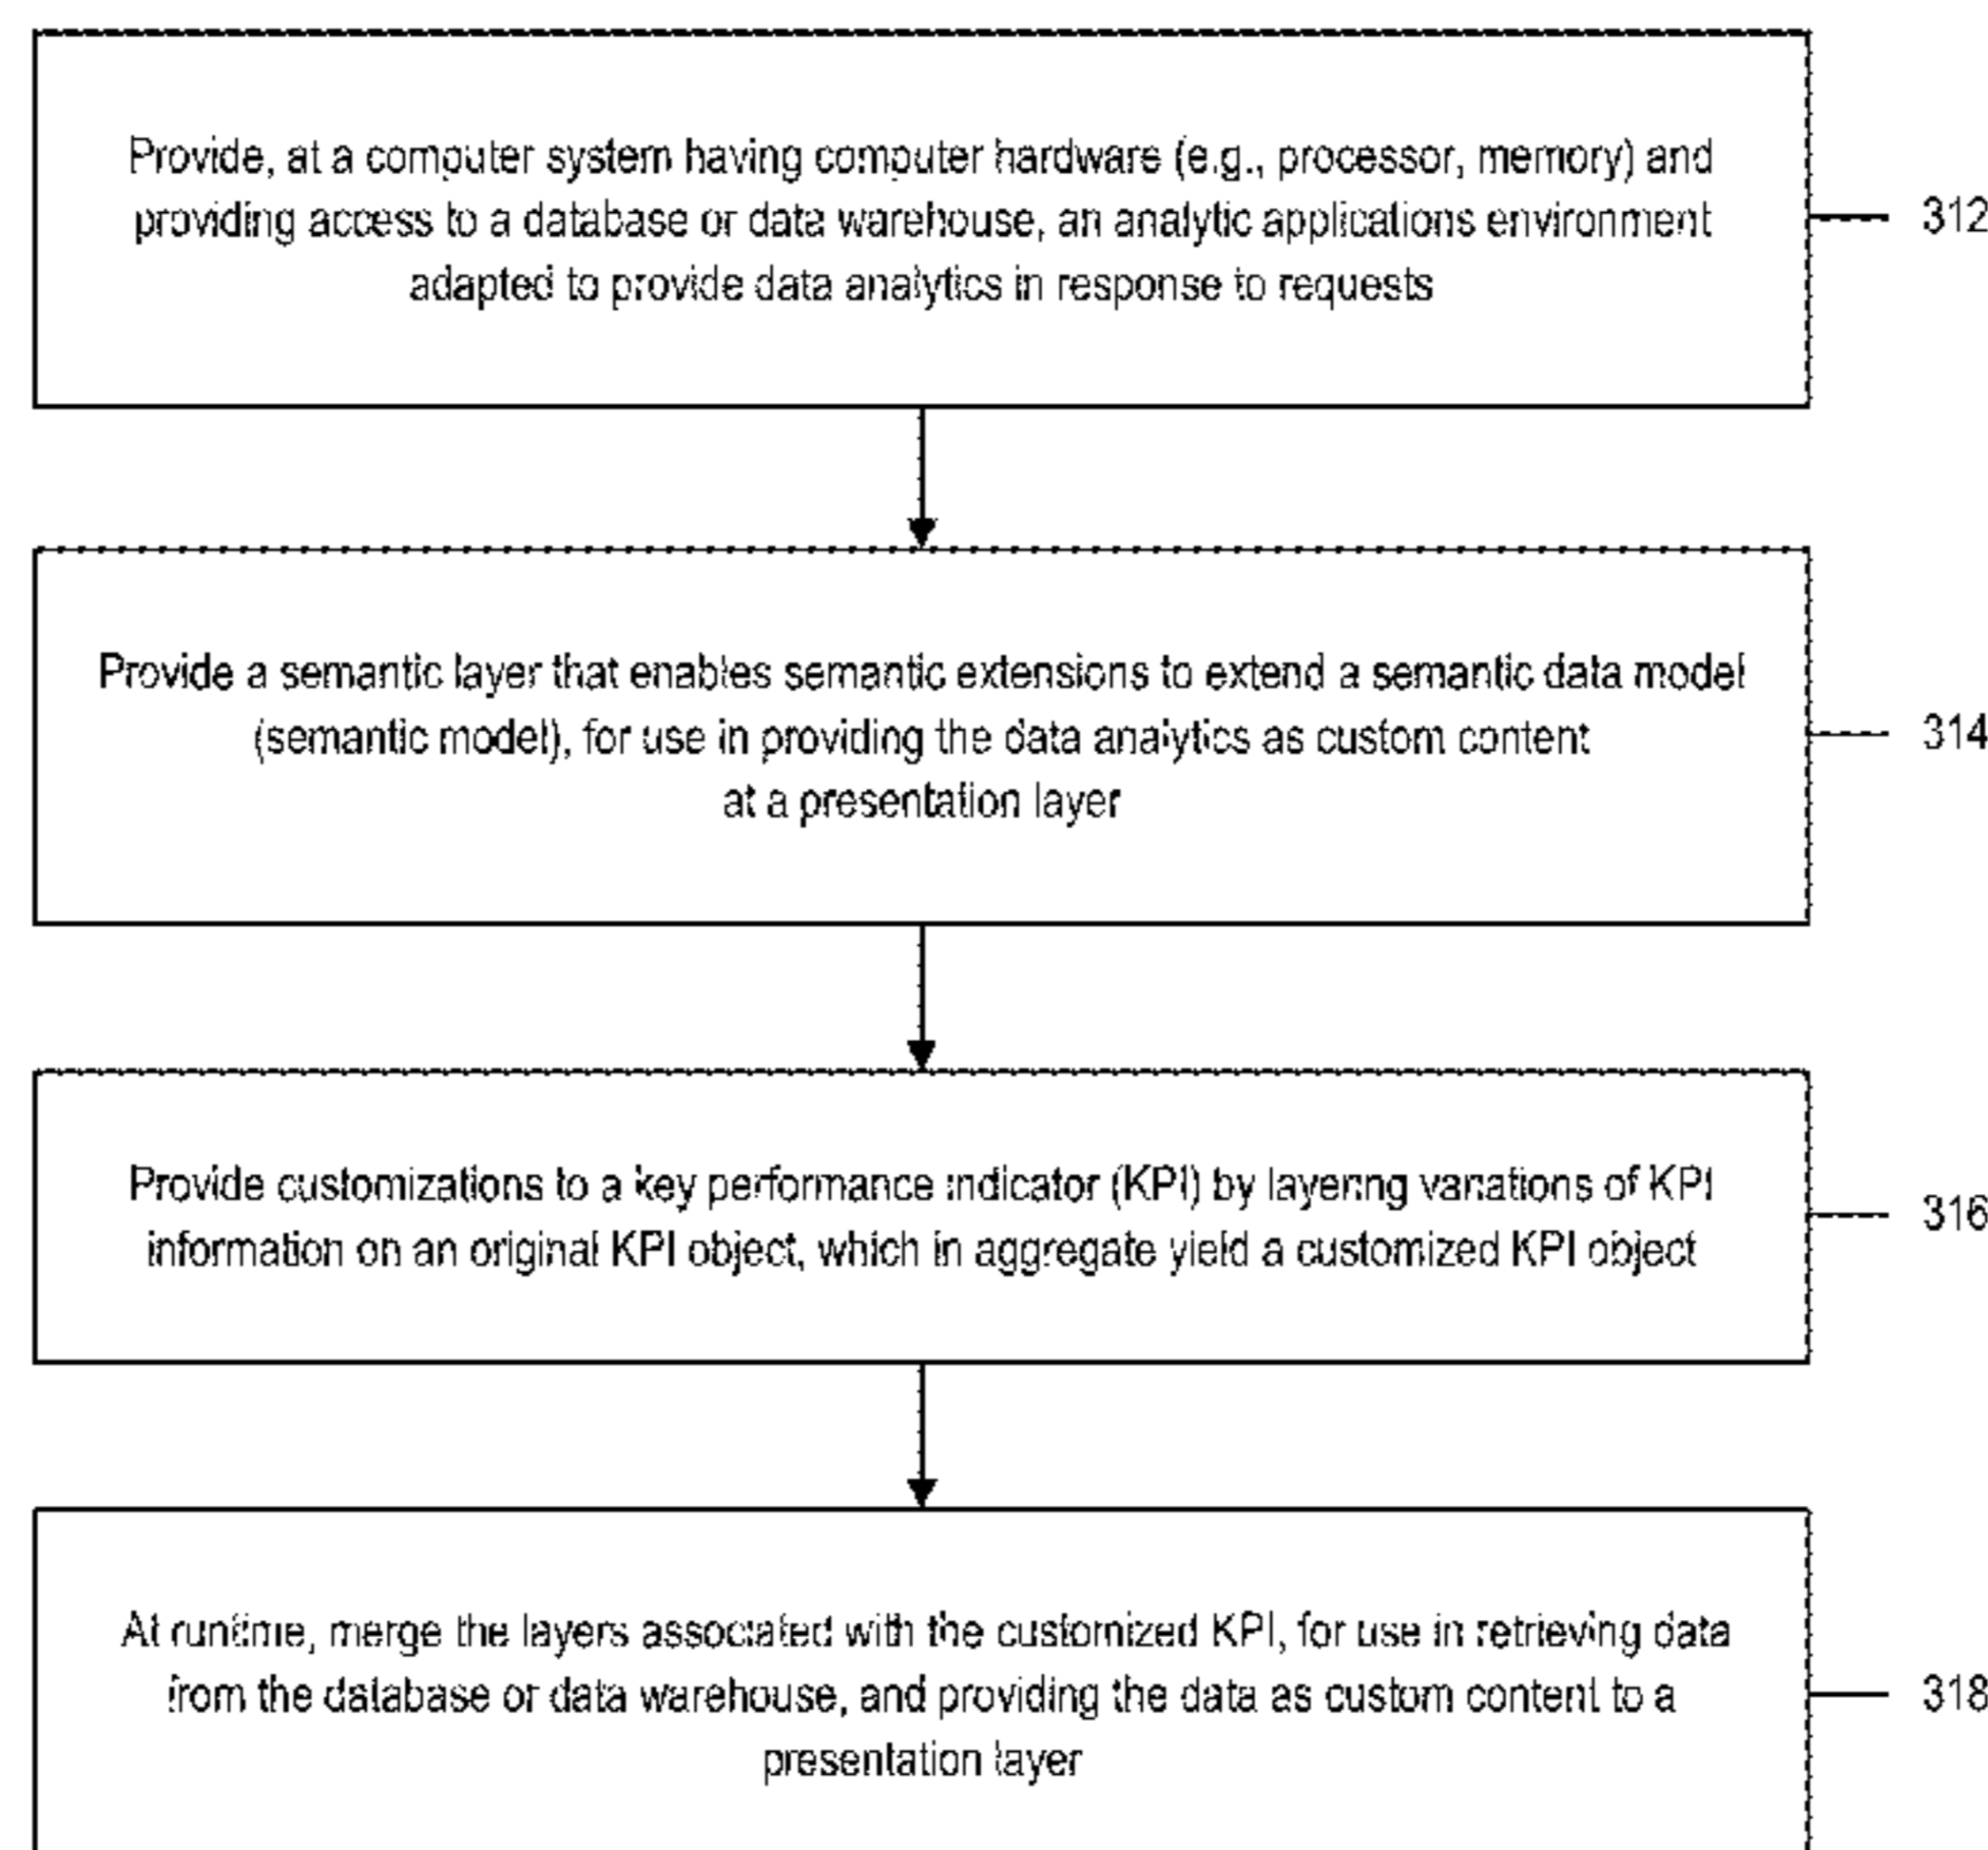 Provide, at a computer system having computer hardware (e.g., processor, memory) and
providing access to a database or data warehouse, an analytic applications environment
adapted to provide data analytics in response to requests
312
Provide a semantic layer that enables semantic extensions to extend a semantic data model
(semantic model), for use in providing the data analytics as custom content
at a presentation layer
314
Provide customizations to a key performance indicator (KPI) by layering variations of KPI
information on an original KPI object, which in aggregate yield a customized KPI object
316
At runtime, merge the layers associated with the customized KPI, for use in retrieving data
from the database or data warehouse, and providing the data as custom content to a
presentation layer
318